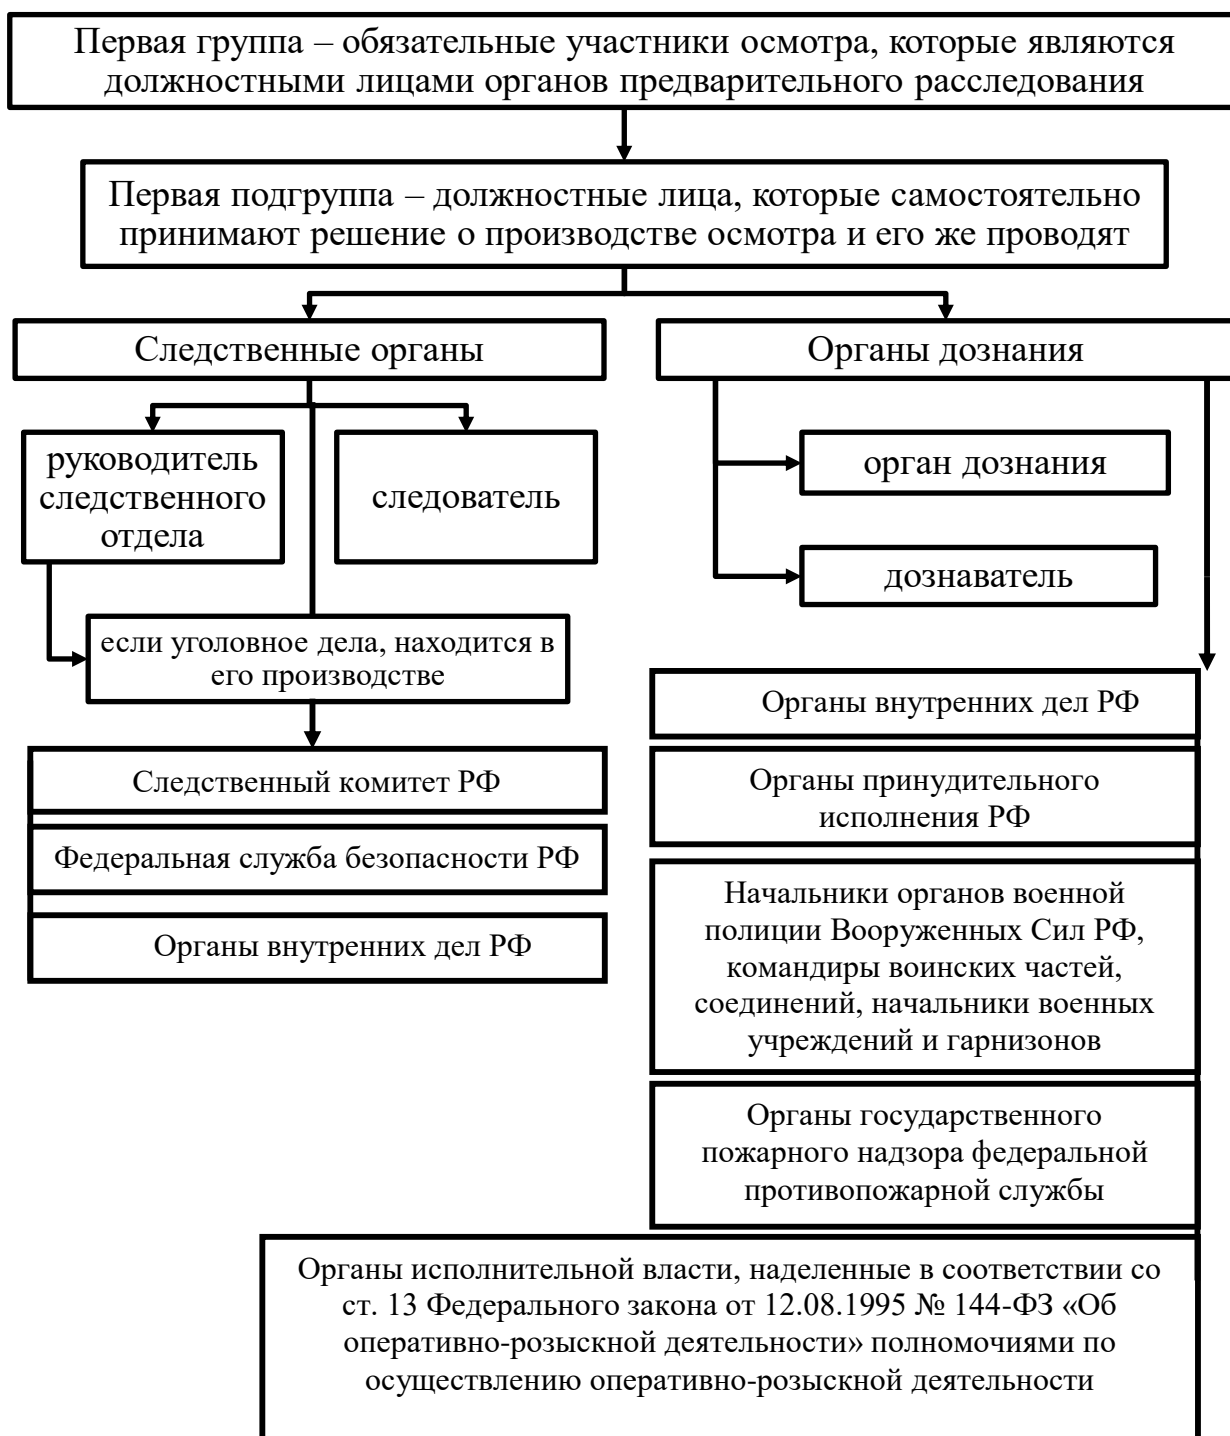 Первая группа – обязательные участники осмотра, которые являются
должностными лицами органов предварительного расследования
Первая подгруппа – должностные лица, которые самостоятельно
принимают решение о производстве осмотра и его же проводят
Следственные органы
Органы дознания
руководитель
следственного
отдела
следователь
орган дознания
дознаватель
если уголовное дела, находится в
его производстве
Следственный комитет РФ
Федеральная служба безопасности РФ
Органы внутренних дел РФ
Органы внутренних дел РФ
Органы принудительного
исполнения РФ
Начальники органов военной
полиции Вооруженных Сил РФ,
командиры воинских частей,
соединений, начальники военных
учреждений и гарнизонов
Органы государственного
пожарного надзора федеральной
противопожарной службы
Органы исполнительной власти, наделенные в соответствии со
ст. 13 Федерального закона от 12.08.1995 № 144-ФЗ «Об
оперативно-розыскной деятельности» полномочиями по
осуществлению оперативно-розыскной деятельности